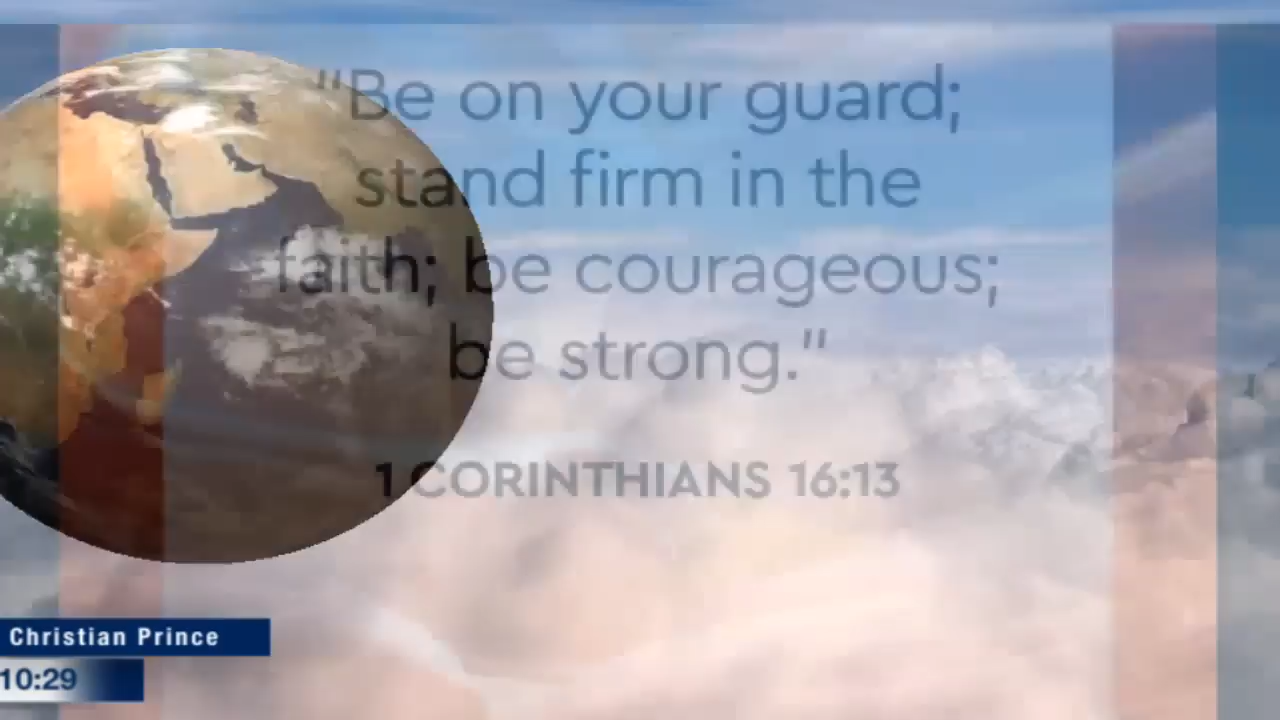 "Be on your guard;
stand firm in the
faith; be courageous;
be strong."
1 CORINTHIANS 16:13
Christian Prince
10:29